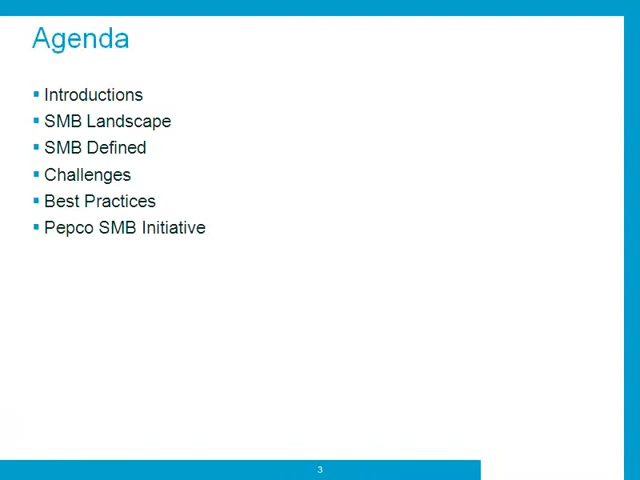 Agenda
▪ Introductions
▪ SMB Landscape
▪ SMB Defined
▪ Challenges
▪ Best Practices
▪ Pepco SMB Initiative
3